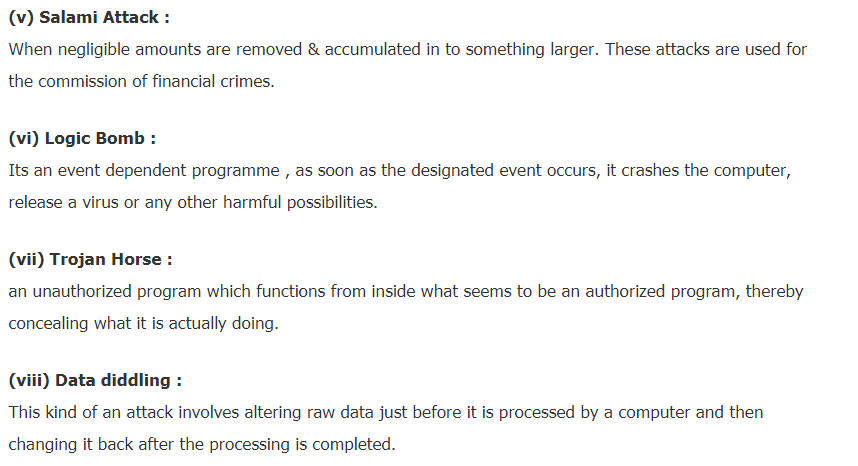 (v) Salami Attack :
When negligible amounts are removed & accumulated in to something larger. These attacks are used for
the commission of financial crimes.
(vi) Logic Bomb :
Its an event dependent programme , as soon as the designated event occurs, it crashes the computer,
release a virus or any other harmful possibilities.
(vii) Trojan Horse :
an unauthorized program which functions from inside what seems to be an authorized program, thereby
concealing what it is actually doing.
(viii) Data diddling :
This kind of an attack involves altering raw data just before it is processed by a computer and then
changing it back after the processing is completed.